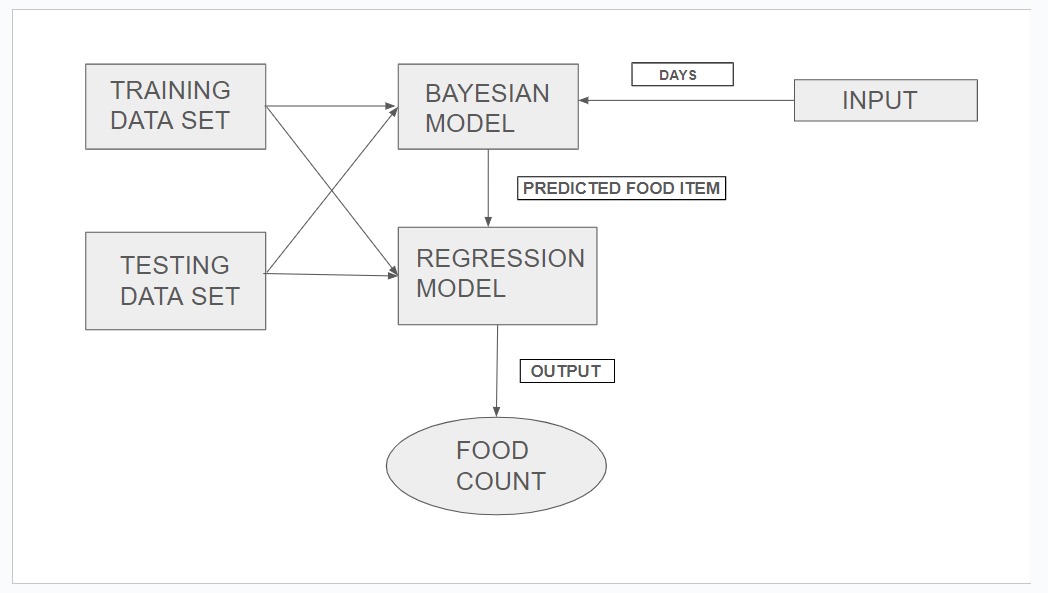 TRAINING
DATA SET
BAYESIAN
MODEL
DAYS
INPUT
PREDICTED FOOD ITEM
TESTING
DATA SET
REGRESSION
MODEL
OUTPUT
FOOD
COUNT